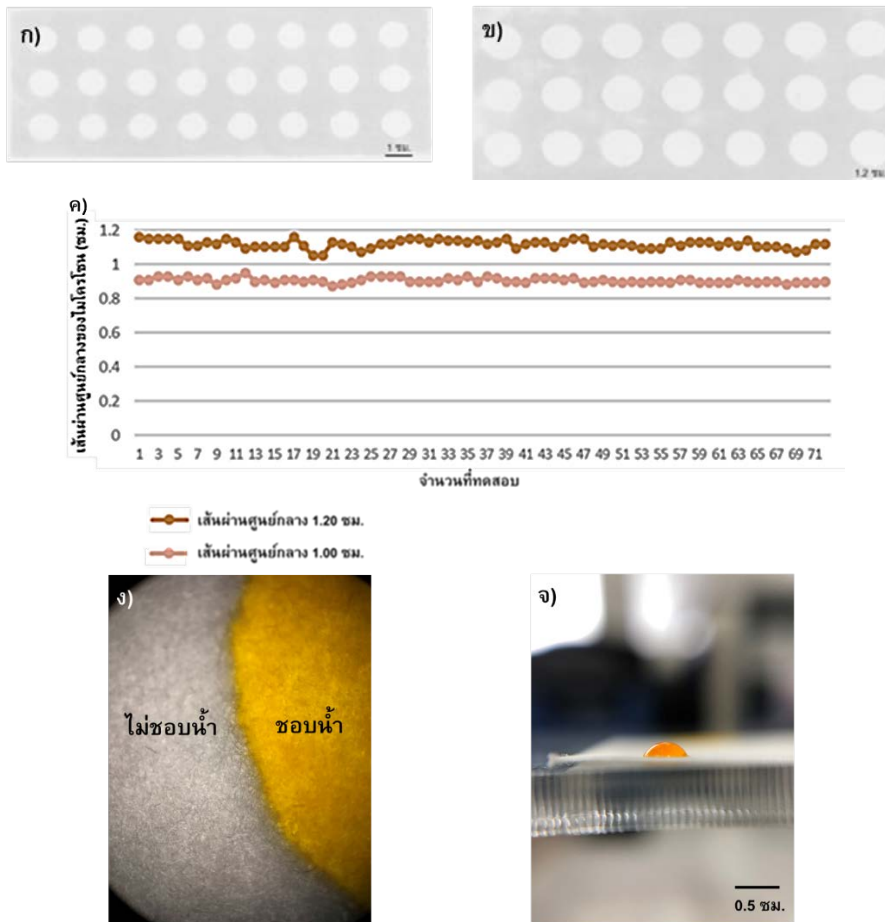 ก)
1 ซม.
ข)
1.2 ซม
ค)
เส้นผ่านศูนย์กลางของไมโครโซน (ซม.)
1.2
1
0.8
0.6
0.4
0.2
0
1 3 5 7 9 11 13 15 17 19 21 23 25 27 29 31 33 35 37 39 41 43 45 47 49 51 53 55 57 59 61 63 65 67 69 71
จำนวนที่ทดสอบ
เส้นผ่านศูนย์กลาง 1.20 ซม.
เส้นผ่านศูนย์กลาง 1.00 ซม.
ง)
ไม่ชอบน้ำ
ชอบน้ำ
จ)
0.5 ซม.